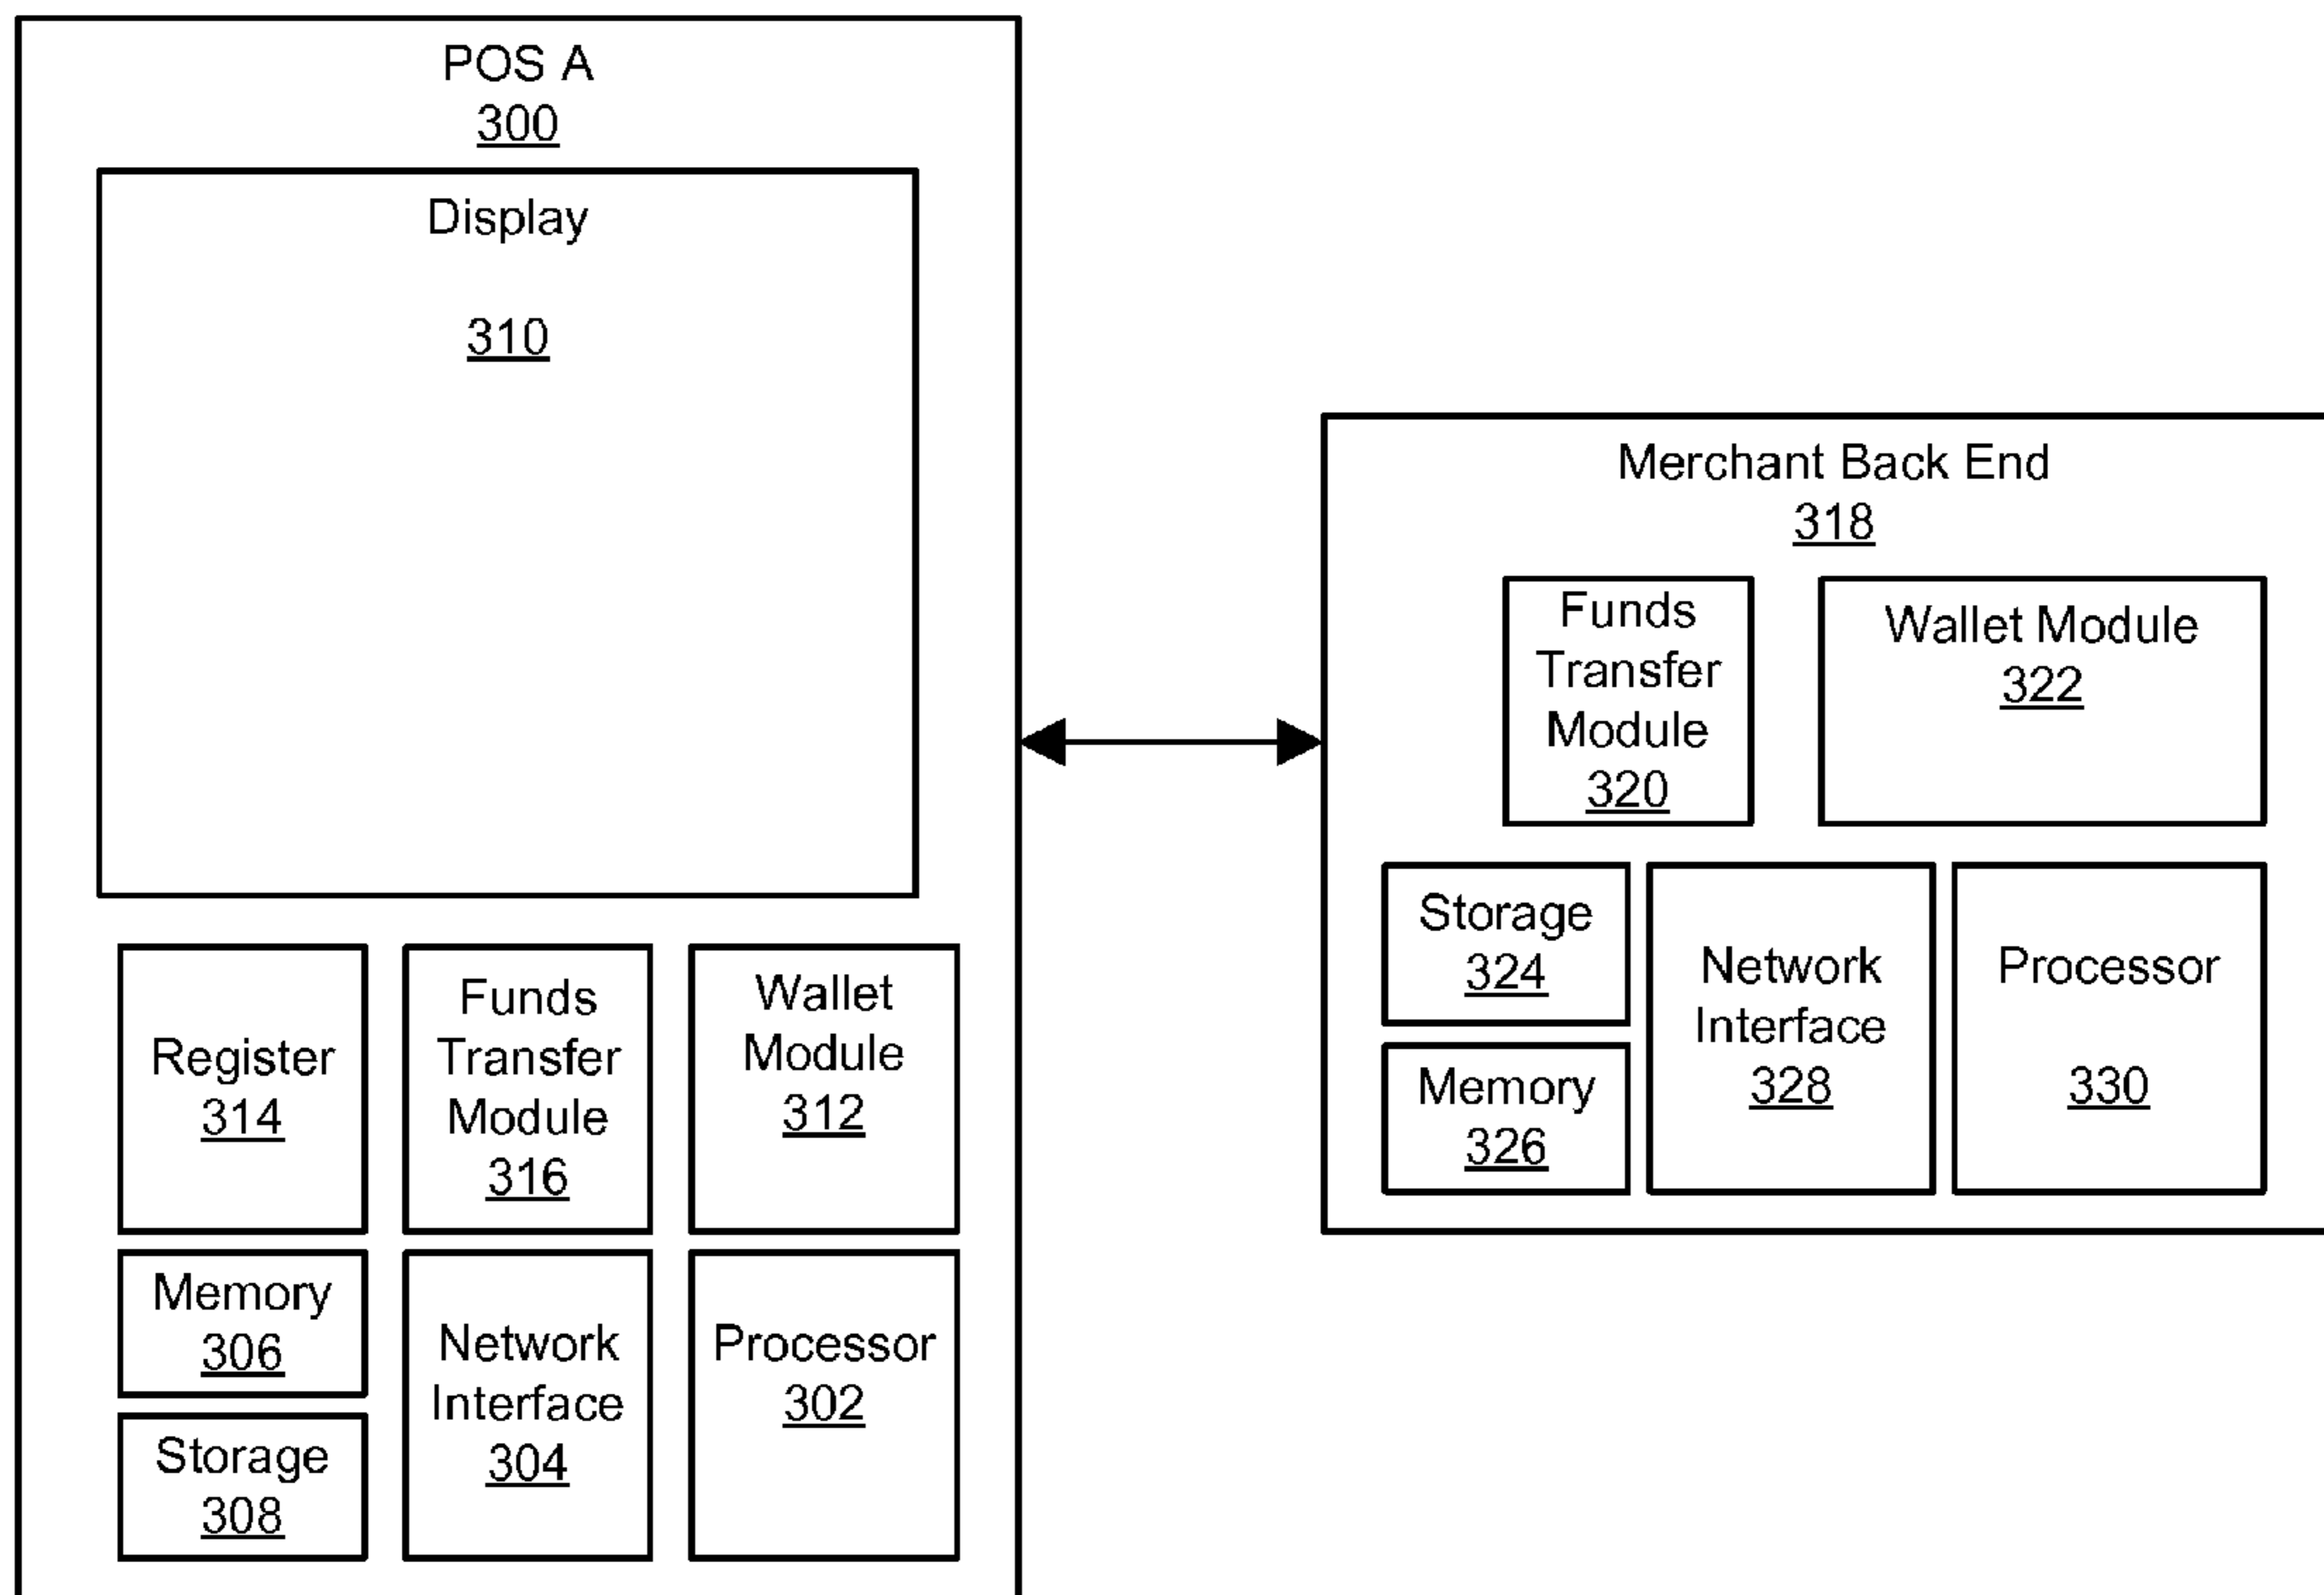 POS A
300
Display
310
Register
314
Funds
Transfer
Module
316
Wallet
Module
312
Memory
306
Storage
308
Network
Interface
304
Processor
302
Merchant Back End
318
Funds
Transfer
Module
320
Wallet Module
322
Storage
324
Memory
326
Network
Interface
328
Processor
330